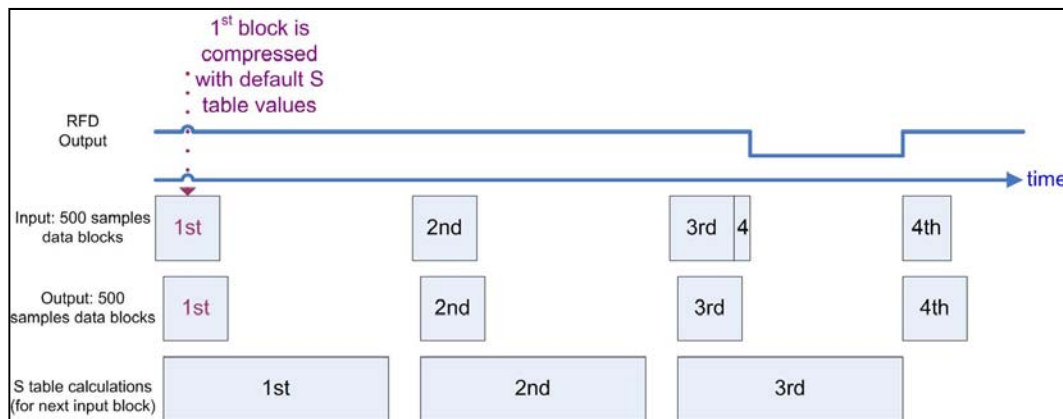 1st block is
compressed
with default S
table values
RFD
Output
time
Input: 500 samples
data blocks
1st
2nd
3rd 4
4th
Output: 500
samples data blocks
1st
2nd
3rd
4th
S table calculations
(for next input block)
1st
2nd
3rd